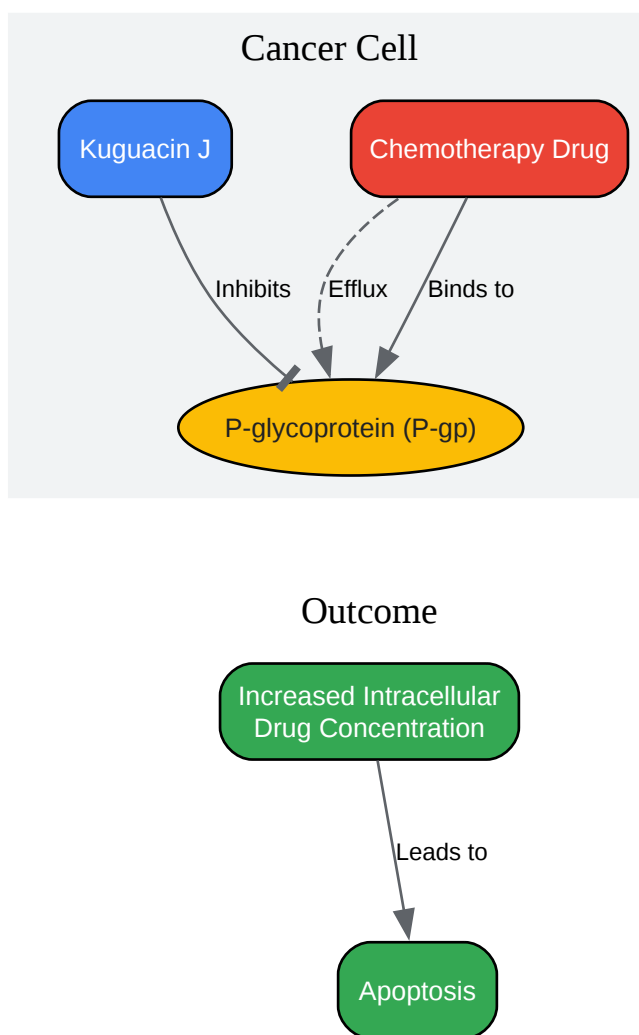 Cancer Cell
Kuguacin J
Chemotherapy Drug
Inhibits
Efflux
Binds to
P-glycoprotein (P-gp)
Outcome
Increased Intracellular
Drug Concentration
Leads to
Apoptosis